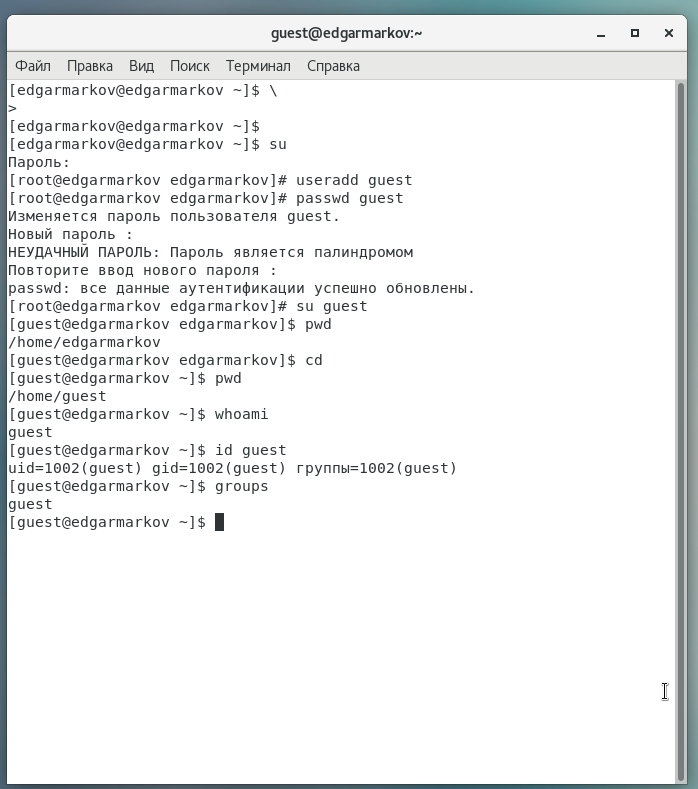 guest@edgarmarkov:~
Файл Правка Вид Поиск Терминал Справка
[edgarmarkov@edgarmarkov ~]$ \
>
[edgarmarkov@edgarmarkov ~]$
[edgarmarkov@edgarmarkov ~]$ su
Пароль:
[root@edgarmarkov edgarmarkov]# useradd guest
[root@edgarmarkov edgarmarkov]# passwd guest
Изменяется пароль пользователя guest.
Новый пароль :
НЕУДАЧНЫЙ ПАРОЛЬ: Пароль является палиндромом
Повторите ввод нового пароля :
passwd: все данные аутентификации успешно обновлены.
[root@edgarmarkov edgarmarkov]# su guest
[guest@edgarmarkov edgarmarkov]$ pwd
/home/edgarmarkov
[guest@edgarmarkov edgarmarkov]$ cd
[guest@edgarmarkov ~]$ pwd
/home/guest
[guest@edgarmarkov ~]$ whoami
guest
[guest@edgarmarkov ~]$ id guest
uid=1002(guest) gid=1002(guest) группы=1002(guest)
[guest@edgarmarkov ~]$ groups
guest
[guest@edgarmarkov ~]$